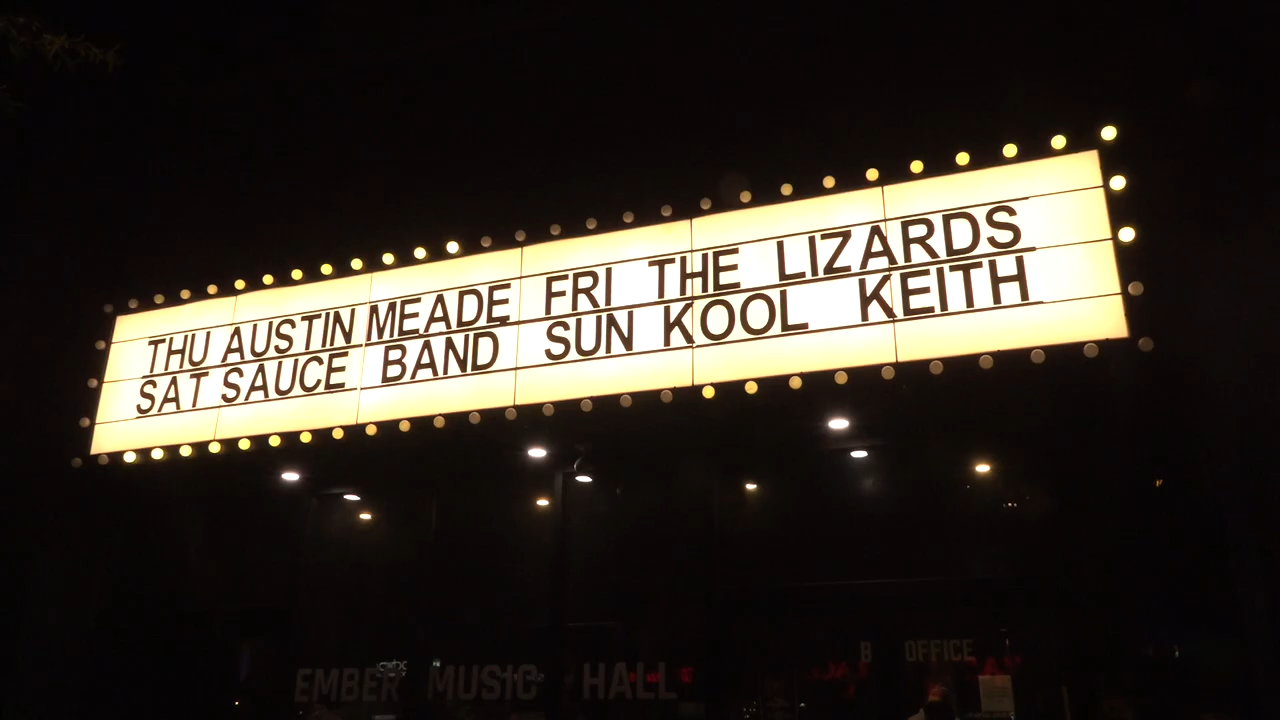 THU AUSTIN MEADE FRI THE LIZARDS
SAT SAUCE BAND SUN KOOL KEITH
EMBER MUSIC HALL
OFFICE